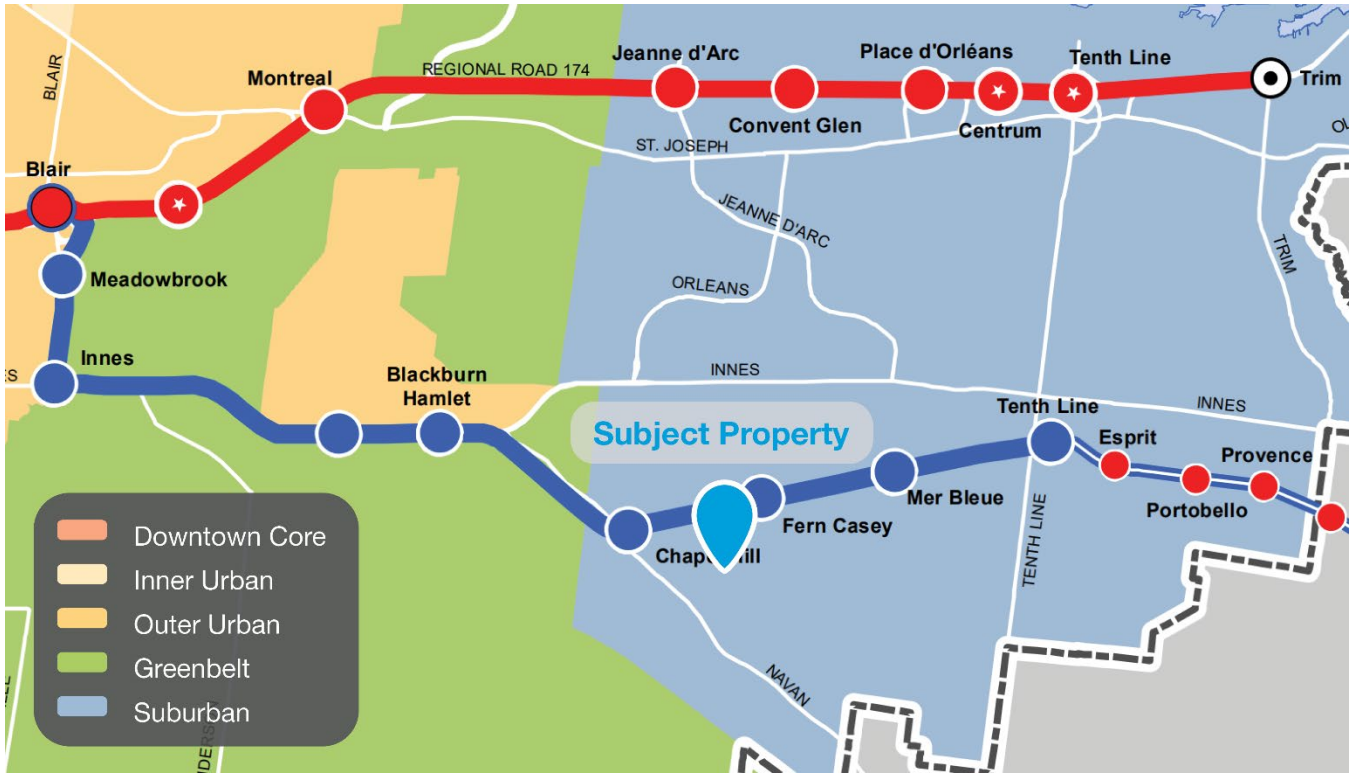 BLAIR
Montreal
REGIONAL ROAD 174
Jeanne d'Arc
Place d'Orléans
Tenth Line
Trim
Convent Glen
Centrum
ST. JOSEPH
Blair
JEANNE D'ARC
TRIM
Meadowbrook
ORLEANS
Innes
Blackburn
Hamlet
INNES
INNES
Tenth Line
Subject Property
Esprit
Provence
Mer Bleue
Portobello
Fern Casey
TENTH LINE
NAVAN
Downtown Core
Inner Urban
Outer Urban
Greenbelt
Suburban